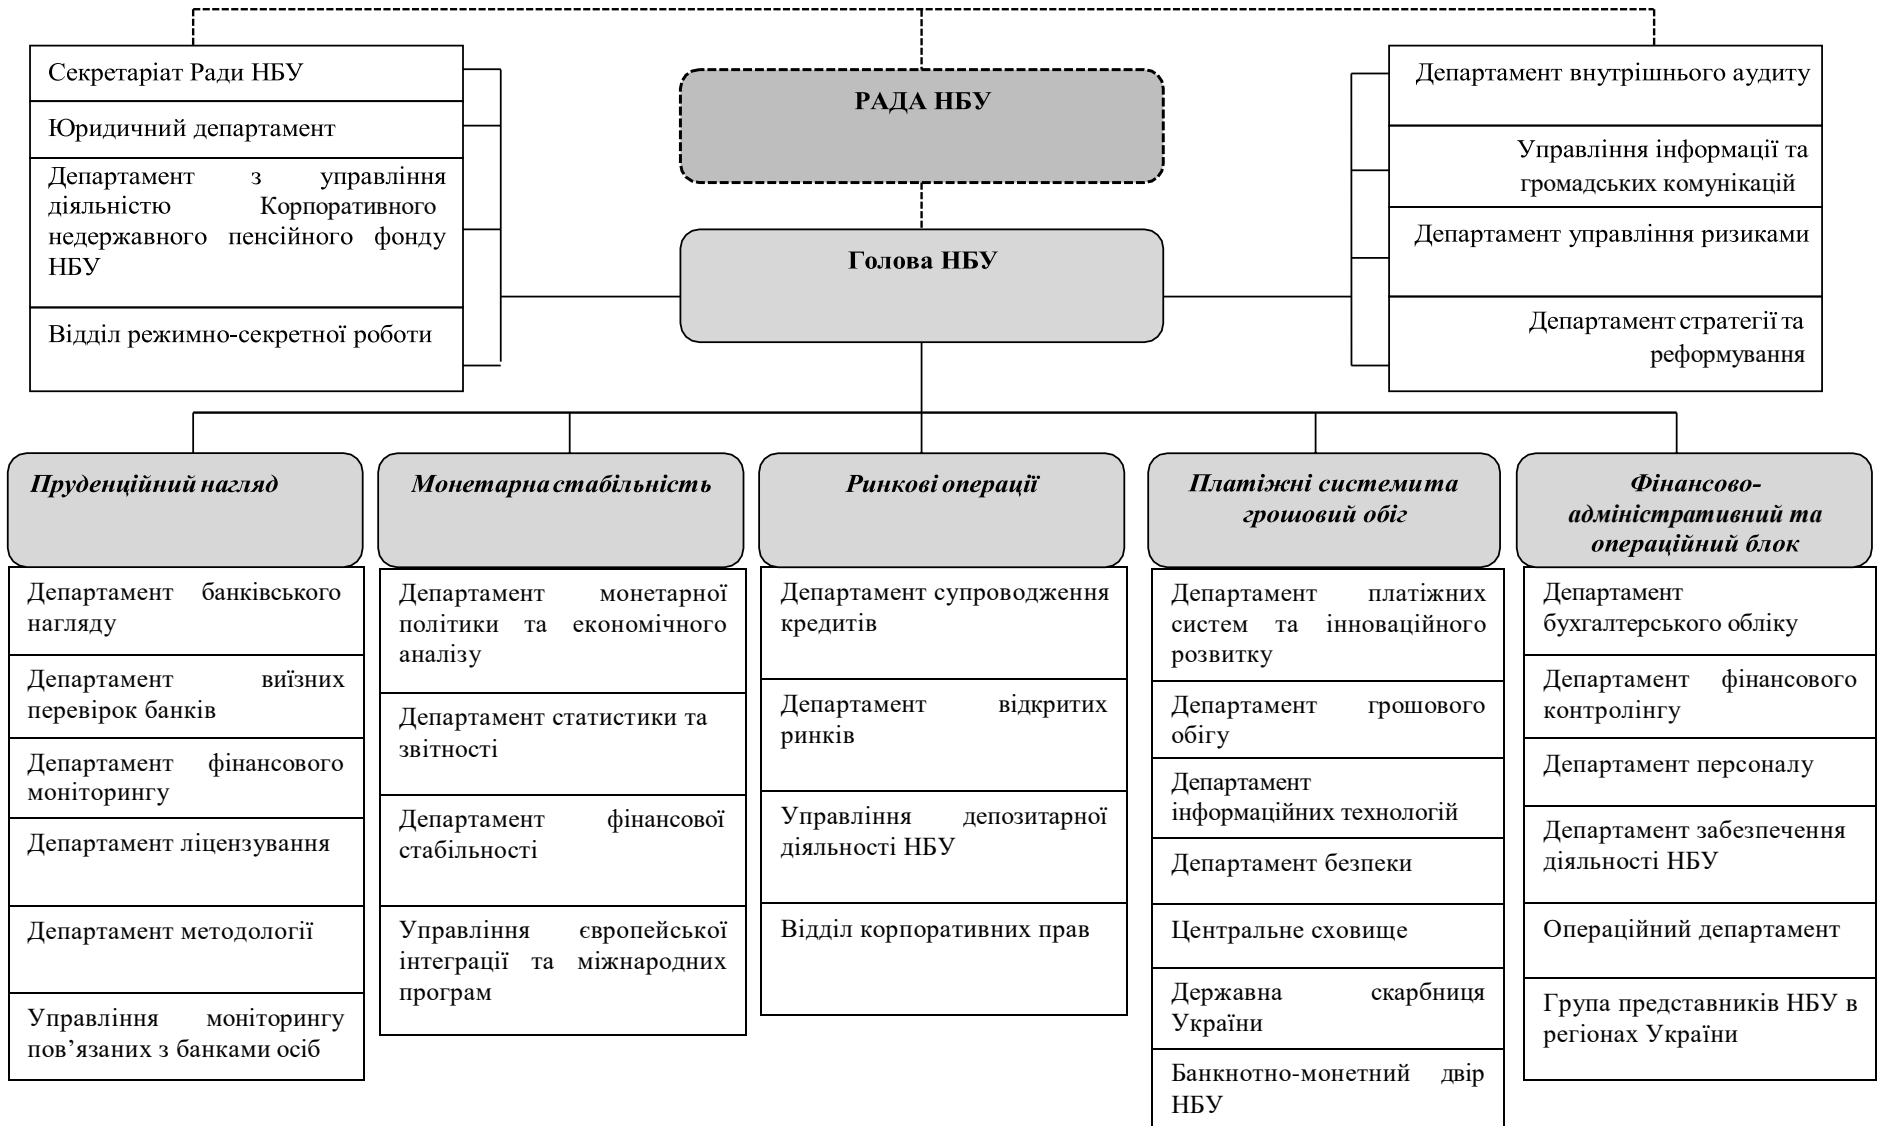 Секретаріат Ради НБУ
Юридичний департамент
Департамент з управління
діяльністю Корпоративного
недержавного пенсійного фонду
НБУ
Відділ режимно-секретної роботи
РАДА НБУ
Голова НБУ
Департамент внутрішнього аудиту
Управління інформації та
громадських комунікацій
Департамент управління ризиками
Департамент стратегії та
реформування
Пруденційний нагляд
Департамент банківського
нагляду
Департамент виїзних
перевірок банків
Департамент фінансового
моніторингу
Департамент ліцензування
Департамент методології
Управління моніторингу
пов’язаних з банками осіб
Монетарна стабільність
Департамент монетарної
політики та економічного
аналізу
Департамент статистики та
звітності
Департамент фінансової
стабільності
Управління європейської
інтеграції та міжнародних
програм
Ринкові операції
Департамент супроводження
кредитів
Департамент відкритих
ринків
Управління депозитарної
діяльності НБУ
Відділ корпоративних прав
Платіжні системи та
грошовий обіг
Департамент платіжних
систем та інноваційного
розвитку
Департамент грошового
обігу
Департамент
інформаційних технологій
Департамент безпеки
Центральне сховище
Державна скарбниця
України
Банкнотно-монетний двір
НБУ
Фінансово-
адміністративний та
операційний блок
Департамент
бухгалтерського обліку
Департамент фінансового
контролінгу
Департамент персоналу
Департамент забезпечення
діяльності НБУ
Операційний департамент
Група представників НБУ в
регіонах України